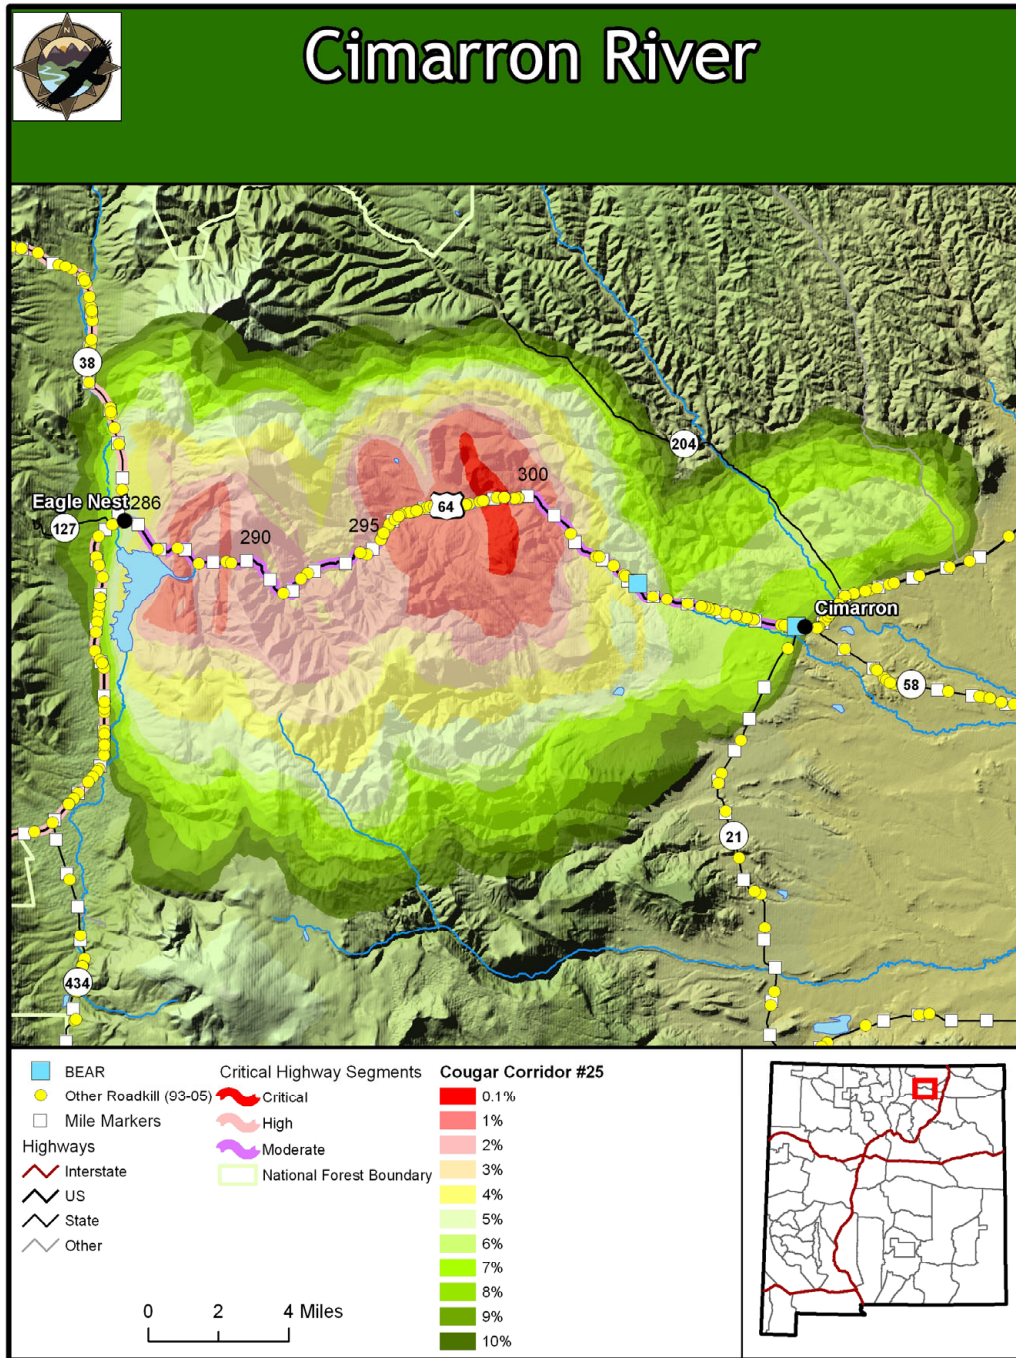 Cimarron River
N
38
204
300
64
Eagle Nest
286
127
295
290
Cimarron
58
21
434
BEAR
Other Roadkill (93-05)
Mile Markers
Highways
Interstate
US
State
Other
Critical Highway Segments
Critical
High
Moderate
National Forest Boundary
Cougar Corridor #25
0.1%
1%
2%
3%
4%
5%
6%
7%
8%
9%
10%
0 2 4 Miles